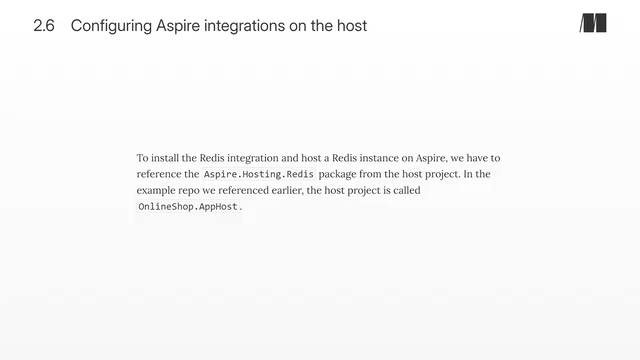 2.6 Configuring Aspire integrations on the host
To install the Redis integration and host a Redis instance on Aspire, we have to
reference the Aspire.Hosting.Redis package from the host project. In the
example repo we referenced earlier, the host project is called
OnlineShop.AppHost.